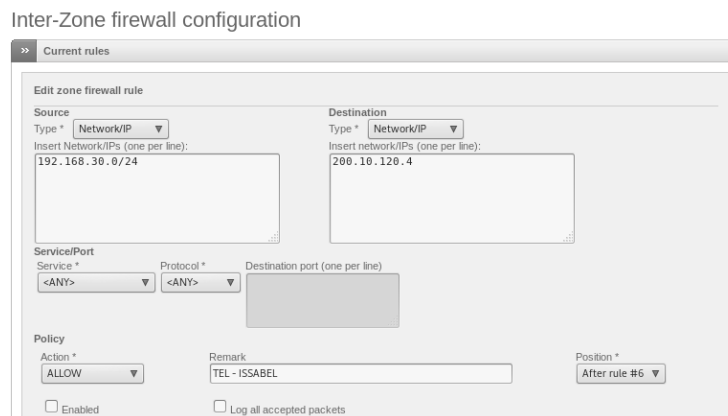 Inter-Zone firewall configuration
›› Current rules
Edit zone firewall rule
Source Destination
Type * Network/IP Type * Network/IP
Insert Network/IPs (one per line): Insert network/IPs (one per line):
192.168.30.0/24 200.10.120.4
Service/Port
Service * Protocol * Destination port (one per line)
<ANY> <ANY>
Policy
Action * Remark Position *
ALLOW TEL - ISSABEL After rule #6
Enabled Log all accepted packets